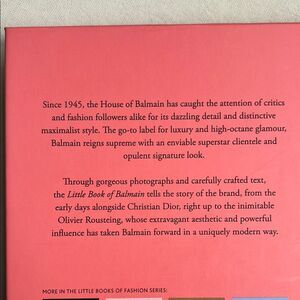 Since 1945, the House of Balmain has caught the attention of critics
and fashion followers alike for its dazzling detail and distinctive
maximalist style. The go-to label for luxury and high-octane glamour,
Balmain reigns supreme with an enviable superstar clientele and
opulent signature look.
Through gorgeous photographs and carefully crafted text,
the Little Book of Balmain tells the story of the brand, from the
early days alongside Christian Dior, right up to the inimitable
Olivier Rousteing, whose extravagant aesthetic and powerful
influence has taken Balmain forward in a uniquely modern way.
MORE IN THE LITTLE BOOKS OF FASHION SERIES: